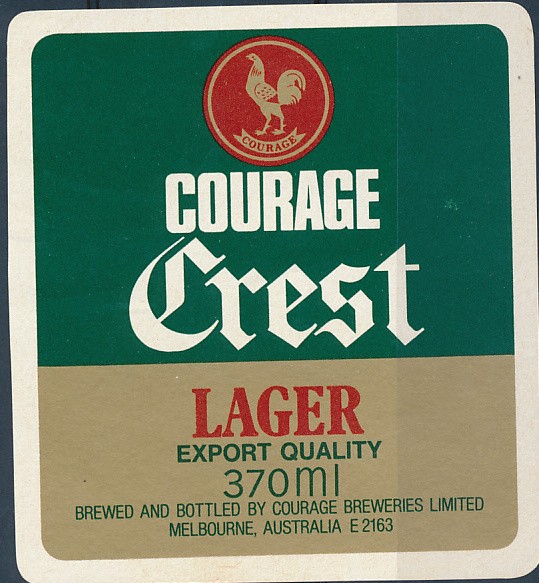 COURAGE
COURAGE
Crest
LAGER
EXPORT QUALITY
370ml
BREWED AND BOTTLED BY COURAGE BREWERIES LIMITED
MELBOURNE, AUSTRALIA E 2163